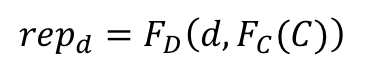 rep_d = F_D(d, F_C(C))